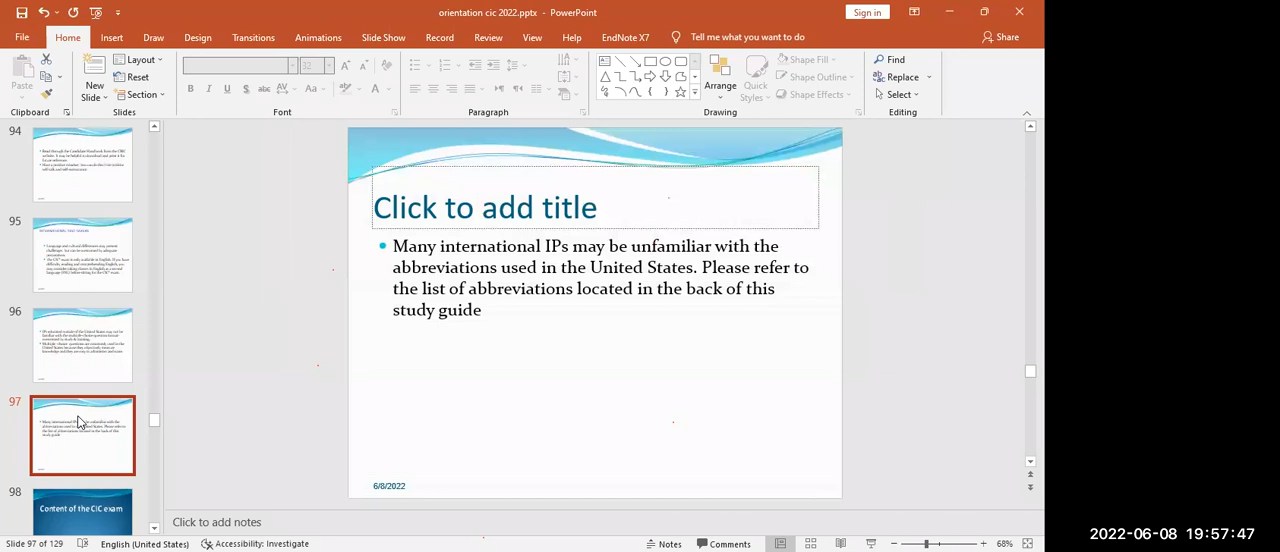 orientation cic 2022.pptx - PowerPoint
Sign in
File Home Insert Draw Design Transitions Animations Slide Show Record Review View Help EndNote X7 Tell me what you want to do Share
Paste
Clipboard
New Slide
Layout
Reset
Section
Slides
32
B I U S abc AV Aa A
Font
Paragraph
Arrange
Quick Styles
Shape Fill
Shape Outline
Shape Effects
Drawing
Find
Replace
Select
Editing
94
95
96
97
98
Content of the CIC exam
Click to add title
Many international IPs may be unfamiliar with the
abbreviations used in the United States. Please refer to
the list of abbreviations located in the back of this
study guide
6/8/2022
Click to add notes
Slide 97 of 129 English (United States) Accessibility: Investigate Notes Comments 68%
2022-06-08 19:57:47